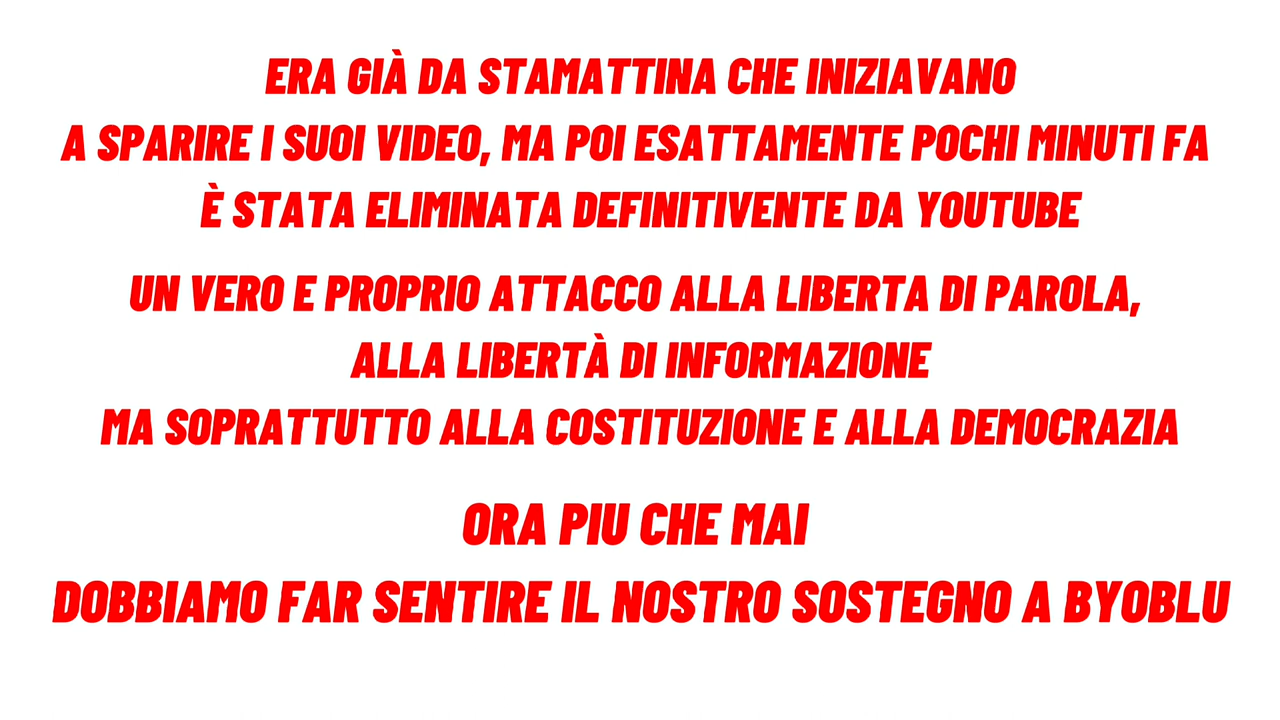 ERA GIÀ DA STAMATTINA CHE INIZIAVANO
A SPARIRE I SUOI VIDEO, MA POI ESATTAMENTE POCHI MINUTI FA
È STATA ELIMINATA DEFINITIVENTE DA YOUTUBE
UN VERO E PROPRIO ATTACCO ALLA LIBERTA DI PAROLA,
ALLA LIBERTÀ DI INFORMAZIONE
MA SOPRATTUTTO ALLA COSTITUZIONE E ALLA DEMOCRAZIA
ORA PIU CHE MAI
DOBBIAMO FAR SENTIRE IL NOSTRO SOSTEGNO A BYOBLU